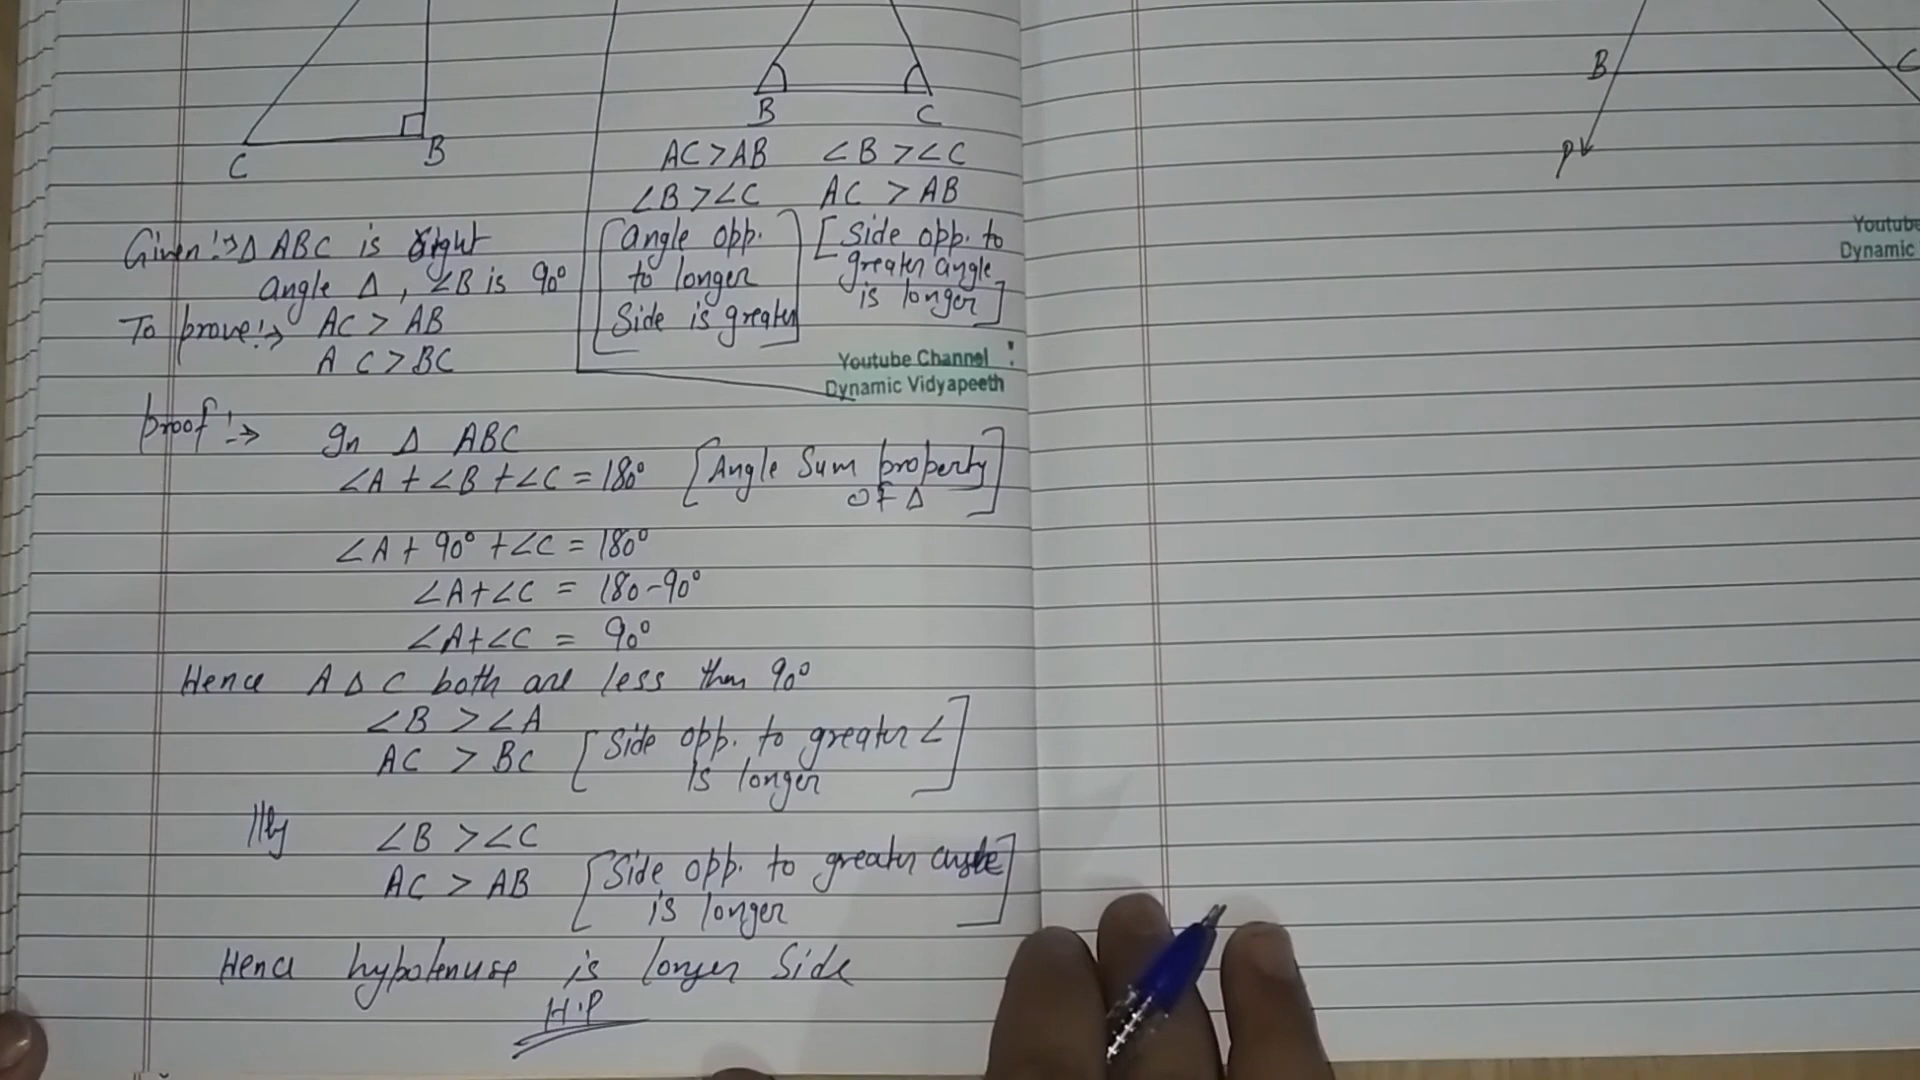 C
B
B
C
AC > AB ∠B > ∠C
∠B > ∠C AC > AB
Given :→ Δ ABC is right
angle Δ, ∠B is 90°
To prove :→ AC > AB
AC > BC
[Angle opp.
to longer
Side is greater]
[Side opp. to
greater angle
is longer]
Youtube Channel :
Dynamic Vidyapeeth
proof :→ In Δ ABC
∠A + ∠B + ∠C = 180° [Angle Sum property
OF Δ]
∠A + 90° + ∠C = 180°
∠A + ∠C = 180 - 90°
∠A + ∠C = 90°
Hence A Δ C both are less then 90°
∠B > ∠A
AC > BC [Side opp. to greater ∠
is longer]
||ly ∠B > ∠C
AC > AB [Side opp. to greater angle
is longer]
Hence hypotenuse is longer Side
H.P
B
C
P
Youtube
Dynamic